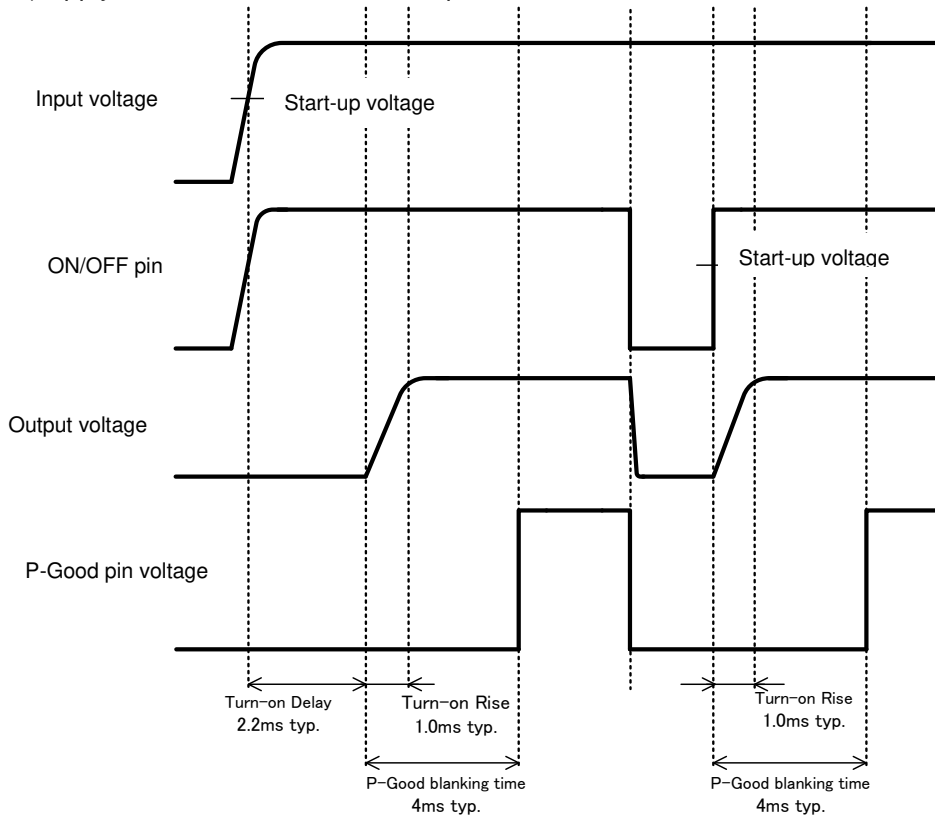 Input voltage
Start-up voltage
ON/OFF pin
Start-up voltage
Output voltage
P-Good pin voltage
Turn-on Delay
2.2ms typ.
Turn-on Rise
1.0ms typ.
Turn-on Rise
1.0ms typ.
P-Good blanking time
4ms typ.
P-Good blanking time
4ms typ.